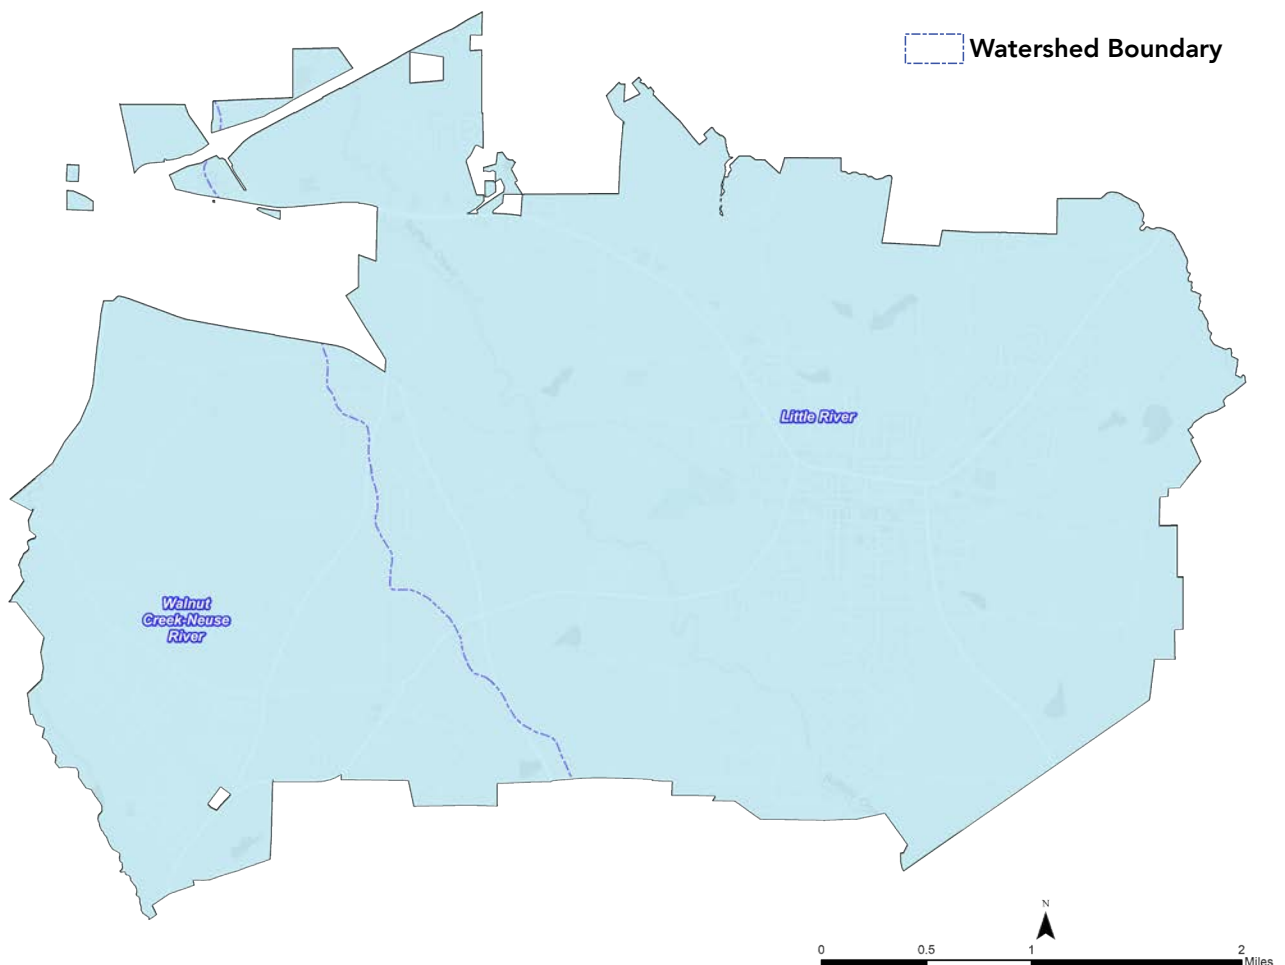 Watershed Boundary
Little River
Walnut
Creek-Neuse
River
N
0 0.5 1 2
Miles